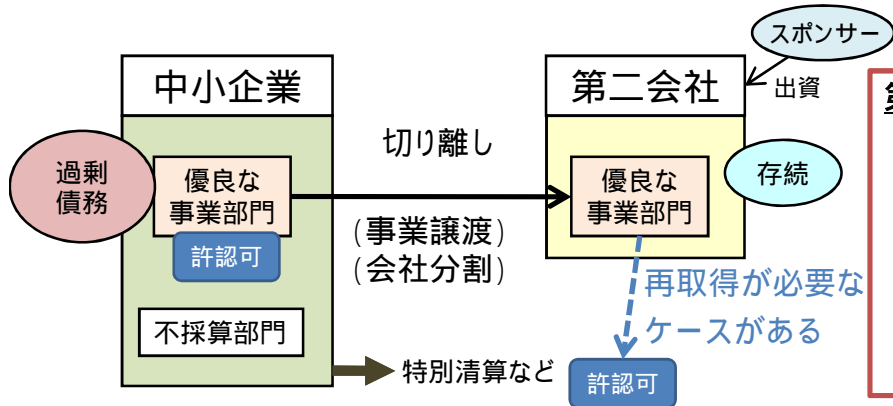 スポンサー
中小企業
第二会社
出資
切り離し
過剰
債務
優良な
事業部門
優良な
事業部門
存続
許認可
(事業譲渡)
(会社分割)
再取得が必要な
ケースがある
不採算部門
特別清算など
許認可